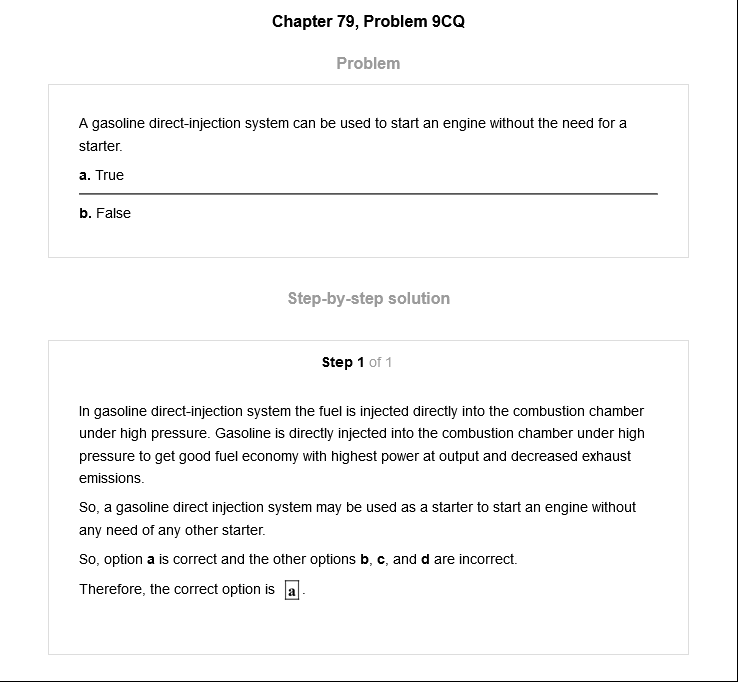 Chapter 79, Problem 9CQ
Problem
A gasoline direct-injection system can be used to start an engine without the need for a
starter.
a. True
b. False
Step-by-step solution
Step 1 of 1
In gasoline direct-injection system the fuel is injected directly into the combustion chamber
under high pressure. Gasoline is directly injected into the combustion chamber under high
pressure to get good fuel economy with highest power at output and decreased exhaust
emissions.
So, a gasoline direct injection system may be used as a starter to start an engine without
any need of any other starter.
So, option a is correct and the other options b, c, and d are incorrect.
Therefore, the correct option is a.